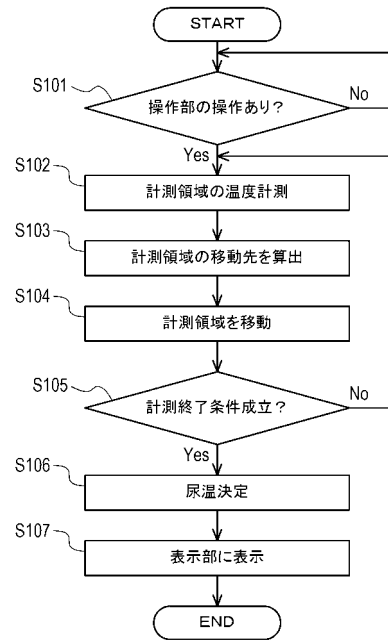 START
S101
操作部の操作あり?
No
Yes
S102
計測領域の温度計測
S103
計測領域の移動先を算出
S104
計測領域を移動
S105
計測終了条件成立?
No
Yes
S106
尿温決定
S107
表示部に表示
END